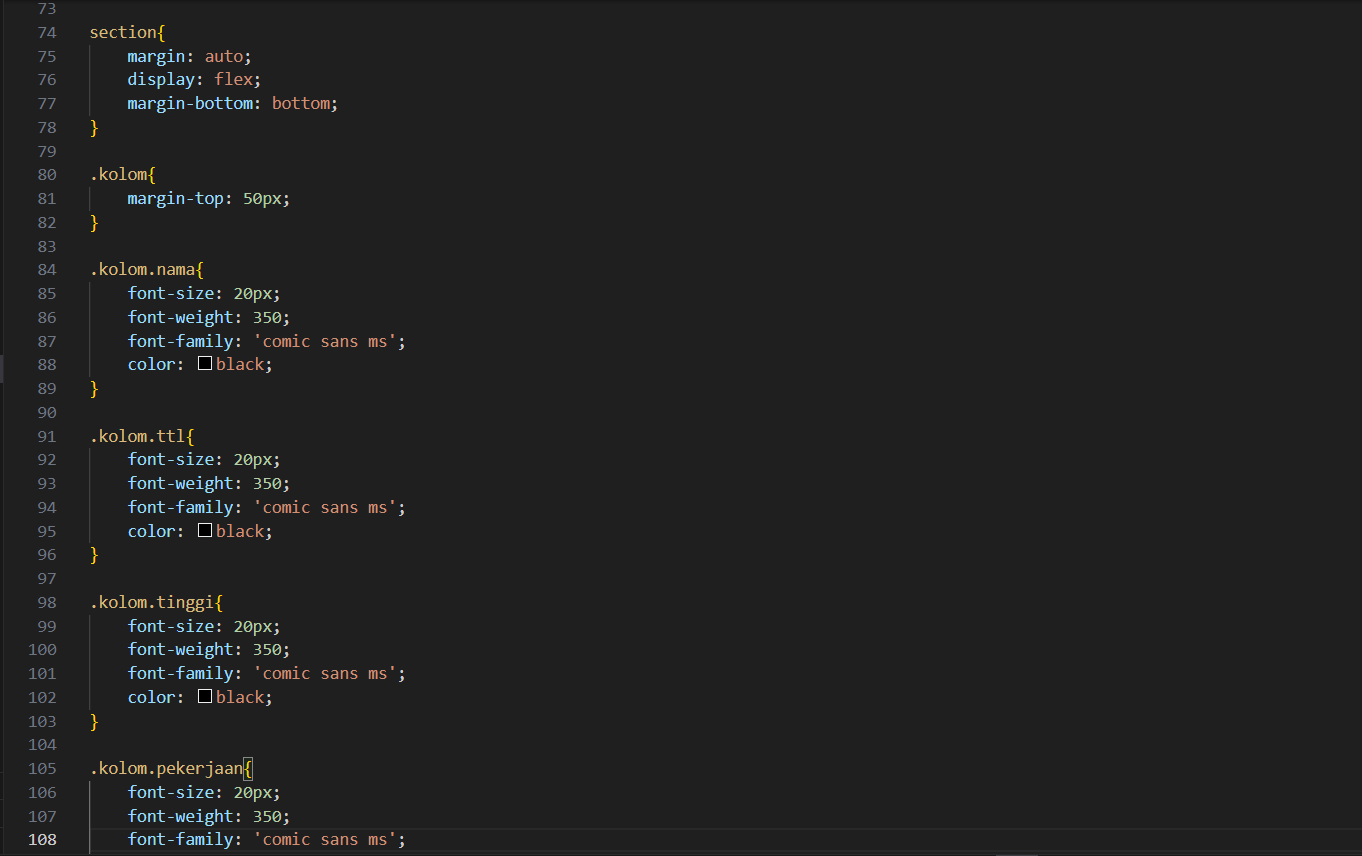 73
74 section{
75 margin: auto;
76 display: flex;
77 margin-bottom: bottom;
78 }
79
80 .kolom{
81 margin-top: 50px;
82 }
83
84 .kolom.nama{
85 font-size: 20px;
86 font-weight: 350;
87 font-family: 'comic sans ms';
88 color: black;
89 }
90
91 .kolom.ttl{
92 font-size: 20px;
93 font-weight: 350;
94 font-family: 'comic sans ms';
95 color: black;
96 }
97
98 .kolom.tinggi{
99 font-size: 20px;
100 font-weight: 350;
101 font-family: 'comic sans ms';
102 color: black;
103 }
104
105 .kolom.pekerjaan{
106 font-size: 20px;
107 font-weight: 350;
108 font-family: 'comic sans ms';